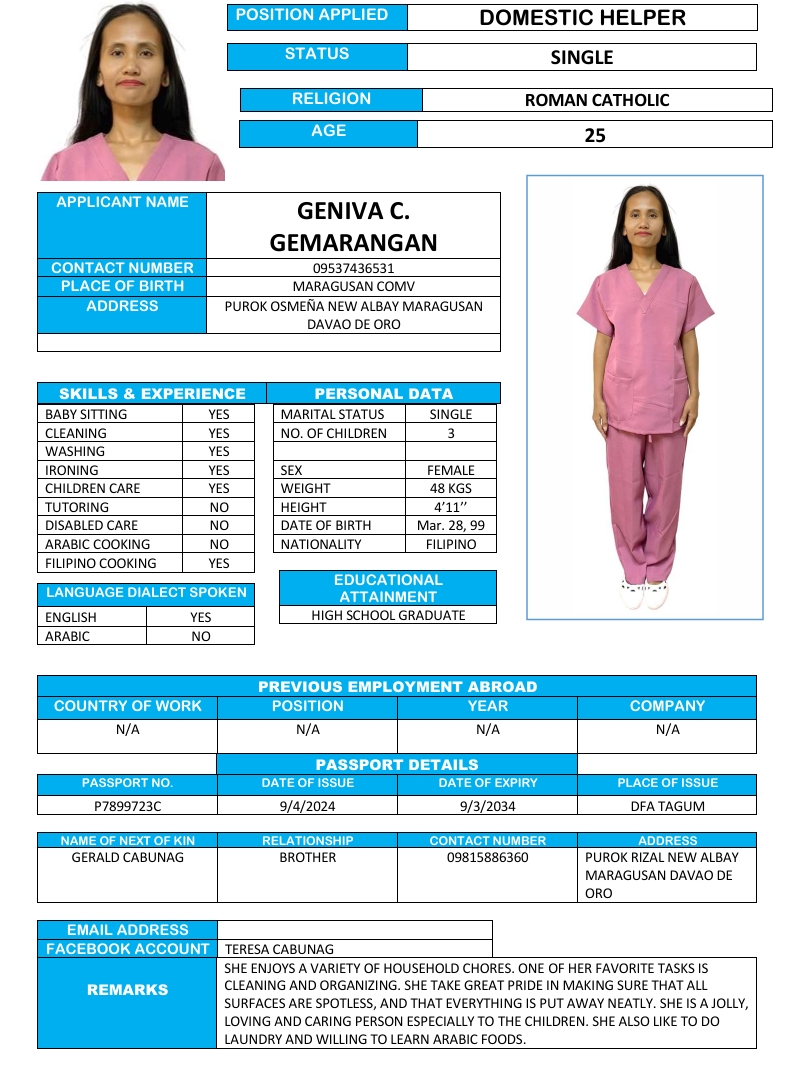 POSITION APPLIED DOMESTIC HELPER
STATUS SINGLE
RELIGION ROMAN CATHOLIC
AGE 25
APPLICANT NAME GENIVA C.
GEMARANGAN
CONTACT NUMBER 09537436531
PLACE OF BIRTH MARAGUSAN COMV
ADDRESS PUROK OSMEÑA NEW ALBAY MARAGUSAN
DAVAO DE ORO
SKILLS & EXPERIENCE PERSONAL DATA
BABY SITTING YES MARITAL STATUS SINGLE
CLEANING YES NO. OF CHILDREN 3
WASHING YES
IRONING YES SEX FEMALE
CHILDREN CARE YES WEIGHT 48 KGS
TUTORING NO HEIGHT 4’11’’
DISABLED CARE NO DATE OF BIRTH Mar. 28, 99
ARABIC COOKING NO NATIONALITY FILIPINO
FILIPINO COOKING YES
LANGUAGE DIALECT SPOKEN
ENGLISH YES
ARABIC NO
EDUCATIONAL
ATTAINMENT
HIGH SCHOOL GRADUATE
PREVIOUS EMPLOYMENT ABROAD
COUNTRY OF WORK POSITION YEAR COMPANY
N/A N/A N/A N/A
PASSPORT DETAILS
PASSPORT NO. DATE OF ISSUE DATE OF EXPIRY PLACE OF ISSUE
P7899723C 9/4/2024 9/3/2034 DFA TAGUM
NAME OF NEXT OF KIN RELATIONSHIP CONTACT NUMBER ADDRESS
GERALD CABUNAG BROTHER 09815886360 PUROK RIZAL NEW ALBAY
MARAGUSAN DAVAO DE
ORO
EMAIL ADDRESS
FACEBOOK ACCOUNT TERESA CABUNAG
REMARKS
SHE ENJOYS A VARIETY OF HOUSEHOLD CHORES. ONE OF HER FAVORITE TASKS IS
CLEANING AND ORGANIZING. SHE TAKE GREAT PRIDE IN MAKING SURE THAT ALL
SURFACES ARE SPOTLESS, AND THAT EVERYTHING IS PUT AWAY NEATLY. SHE IS A JOLLY,
LOVING AND CARING PERSON ESPECIALLY TO THE CHILDREN. SHE ALSO LIKE TO DO
LAUNDRY AND WILLING TO LEARN ARABIC FOODS.